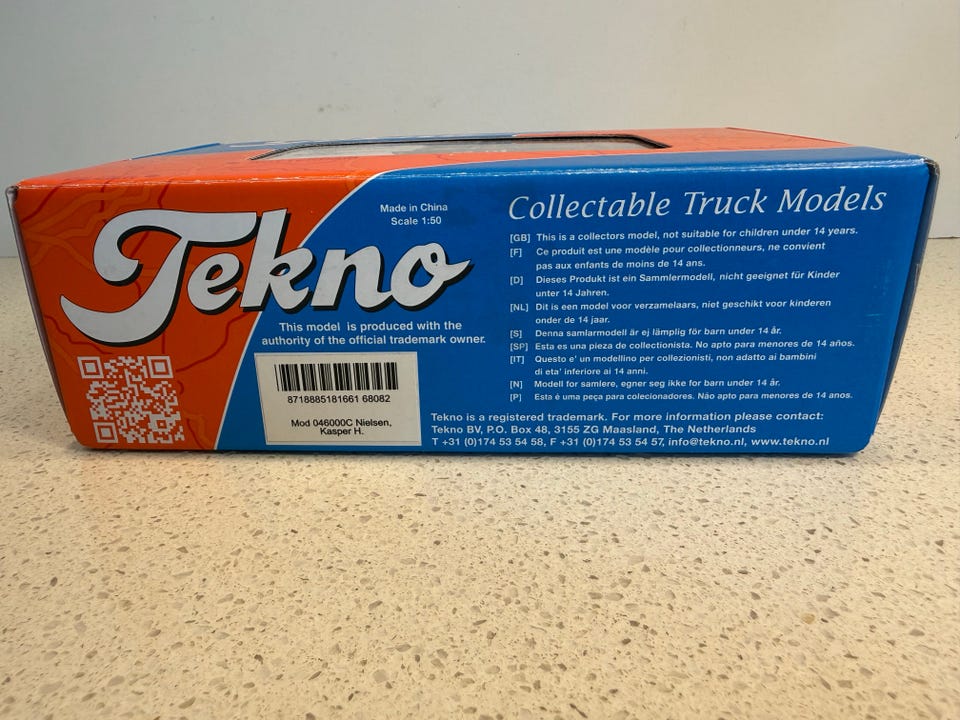 Tekno
Made in China
Scale 1:50
This model is produced with the
authority of the official trademark owner.
8718885181661 68082
Mod 046000C Nielsen,
Kasper H.
Collectable Truck Models
[GB] This is a collectors model, not suitable for children under 14 years.
[F] Ce produit est une modèle pour collectionneurs, ne convient
pas aux enfants de moins de 14 ans.
[D] Dieses Produkt ist ein Sammlermodell, nicht geeignet für Kinder
unter 14 Jahren.
[NL] Dit is een model voor verzamelaars, niet geschikt voor kinderen
onder de 14 jaar.
[S] Denna samlarmodell är ej lämplig för barn under 14 år.
[SP] Esta es una pieza de collectionista. No apto para menores de 14 años.
[IT] Questo e' un modellino per collezionisti, non adatto ai bambini
di eta' inferiore ai 14 anni.
[N] Modell for samlere, egner seg ikke for barn under 14 år.
[P] Esta é uma peça para colecionadores. Não apto para menores de 14 anos.
Tekno is a registered trademark. For more information please contact:
Tekno BV, P.O. Box 48, 3155 ZG Maasland, The Netherlands
T +31 (0)174 53 54 58, F +31 (0)174 53 54 57, info@tekno.nl, www.tekno.nl